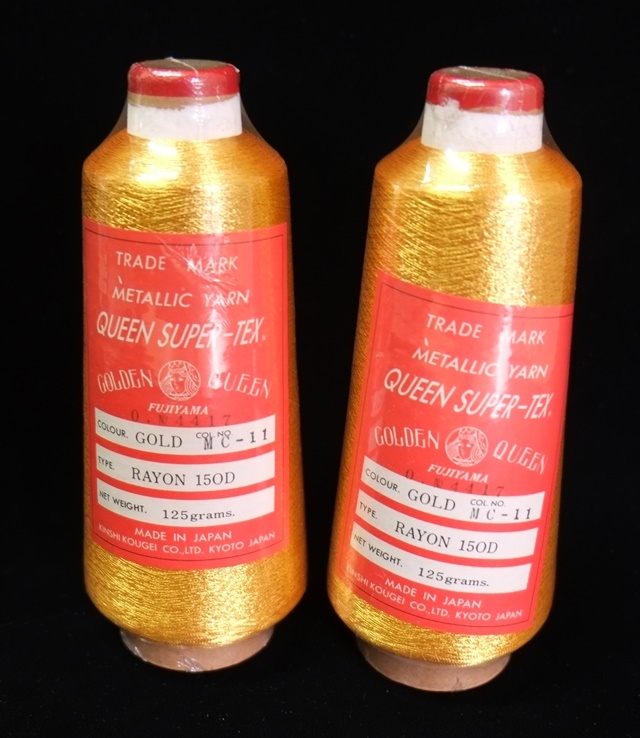 TRADE MARK
METALLIC YARN
QUEEN SUPER-TEX
GOLDEN QUEEN
FUJIYAMA
O.N4417
COLOUR. GOLD COL NO. MC-11
TYPE. RAYON 150D
NET WEIGHT. 125grams.
MADE IN JAPAN
KINSHI KOUGEI CO.,LTD. KYOTO JAPAN
TRADE MARK
METALLIC YARN
QUEEN SUPER-TEX
GOLDEN QUEEN
FUJIYAMA
O.N4417
COLOUR. GOLD COL NO. MC-11
TYPE. RAYON 150D
NET WEIGHT. 125grams.
MADE IN JAPAN
KINSHI KOUGEI CO.,LTD. KYOTO JAPAN